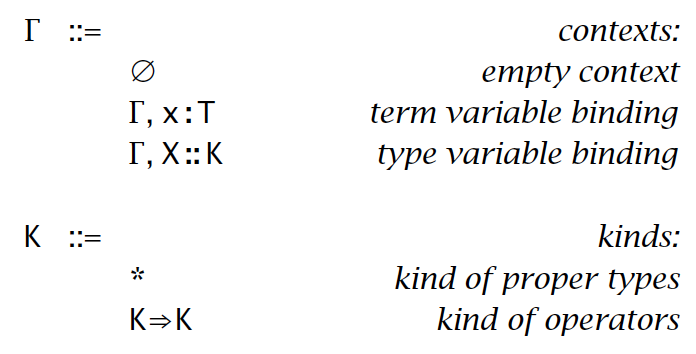 Γ ::= contexts:
∅ empty context
Γ, x:T term variable binding
Γ, X::K type variable binding
K ::= kinds:
* kind of proper types
K⇒K kind of operators